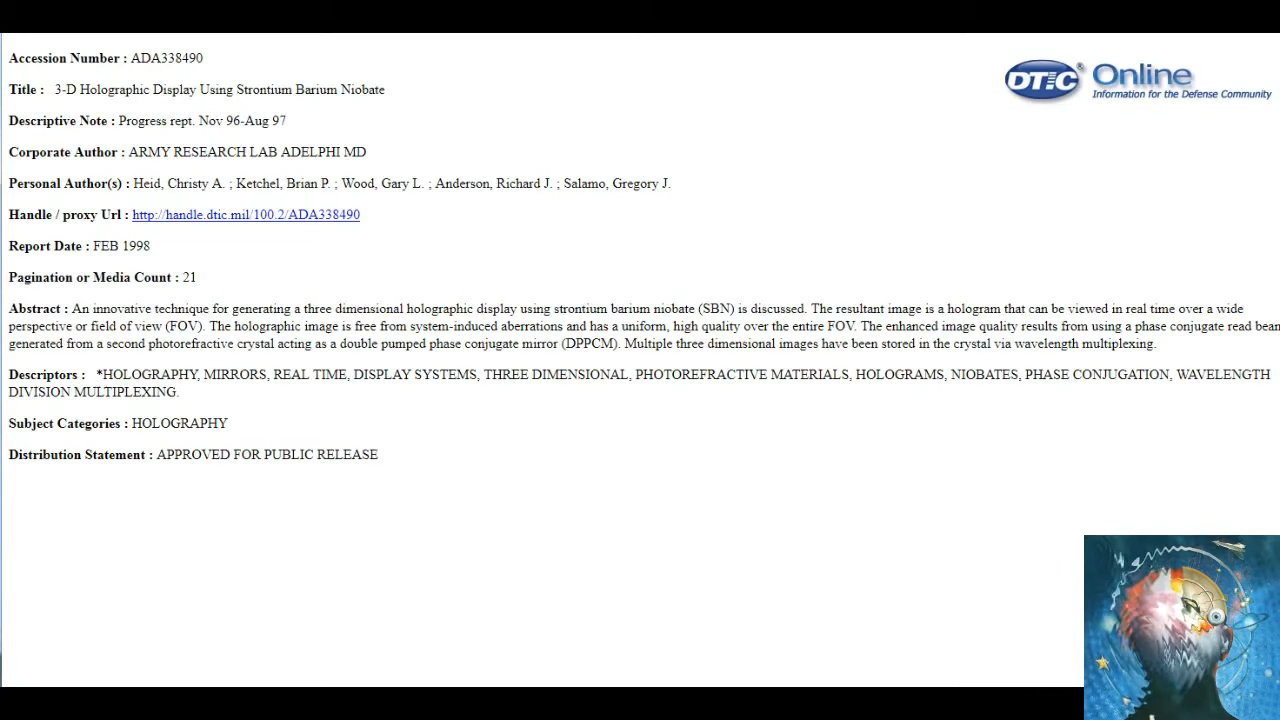 Accession Number : ADA338490
DTIC® Online
Information for the Defense Community
Title : 3-D Holographic Display Using Strontium Barium Niobate
Descriptive Note : Progress rept. Nov 96-Aug 97
Corporate Author : ARMY RESEARCH LAB ADELPHI MD
Personal Author(s) : Heid, Christy A. ; Ketchel, Brian P. ; Wood, Gary L. ; Anderson, Richard J. ; Salamo, Gregory J.
Handle / proxy Url : http://handle.dtic.mil/100.2/ADA338490
Report Date : FEB 1998
Pagination or Media Count : 21
Abstract : An innovative technique for generating a three dimensional holographic display using strontium barium niobate (SBN) is discussed. The resultant image is a hologram that can be viewed in real time over a wide
perspective or field of view (FOV). The holographic image is free from system-induced aberrations and has a uniform, high quality over the entire FOV. The enhanced image quality results from using a phase conjugate read bean
generated from a second photorefractive crystal acting as a double pumped phase conjugate mirror (DPPCM). Multiple three dimensional images have been stored in the crystal via wavelength multiplexing.
Descriptors : *HOLOGRAPHY, MIRRORS, REAL TIME, DISPLAY SYSTEMS, THREE DIMENSIONAL, PHOTOREFRACTIVE MATERIALS, HOLOGRAMS, NIOBATES, PHASE CONJUGATION, WAVELENGTH
DIVISION MULTIPLEXING.
Subject Categories : HOLOGRAPHY
Distribution Statement : APPROVED FOR PUBLIC RELEASE